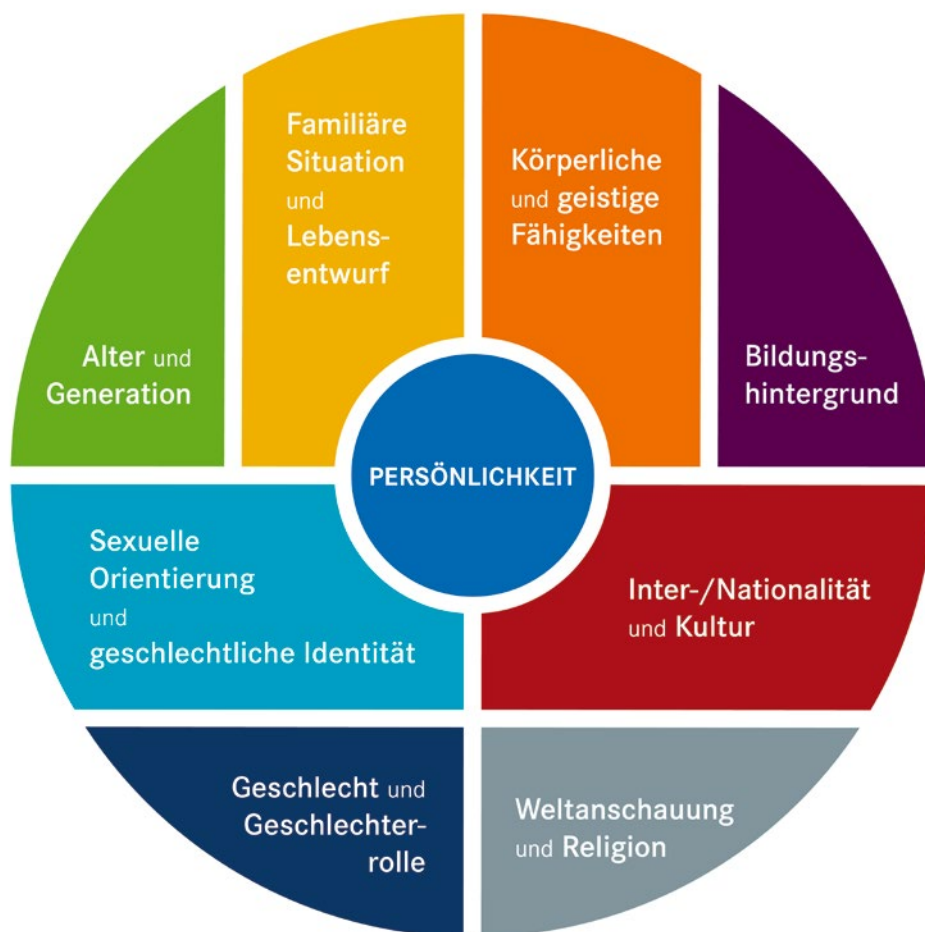 Familiäre
Situation
und
Lebens-
entwurf
Körperliche
und geistige
Fähigkeiten
Alter und
Generation
Bildungs-
hintergrund
PERSÖNLICHKEIT
Sexuelle
Orientierung
und
geschlechtliche Identität
Inter-/Nationalität
und Kultur
Geschlecht und
Geschlechter-
rolle
Weltanschauung
und Religion